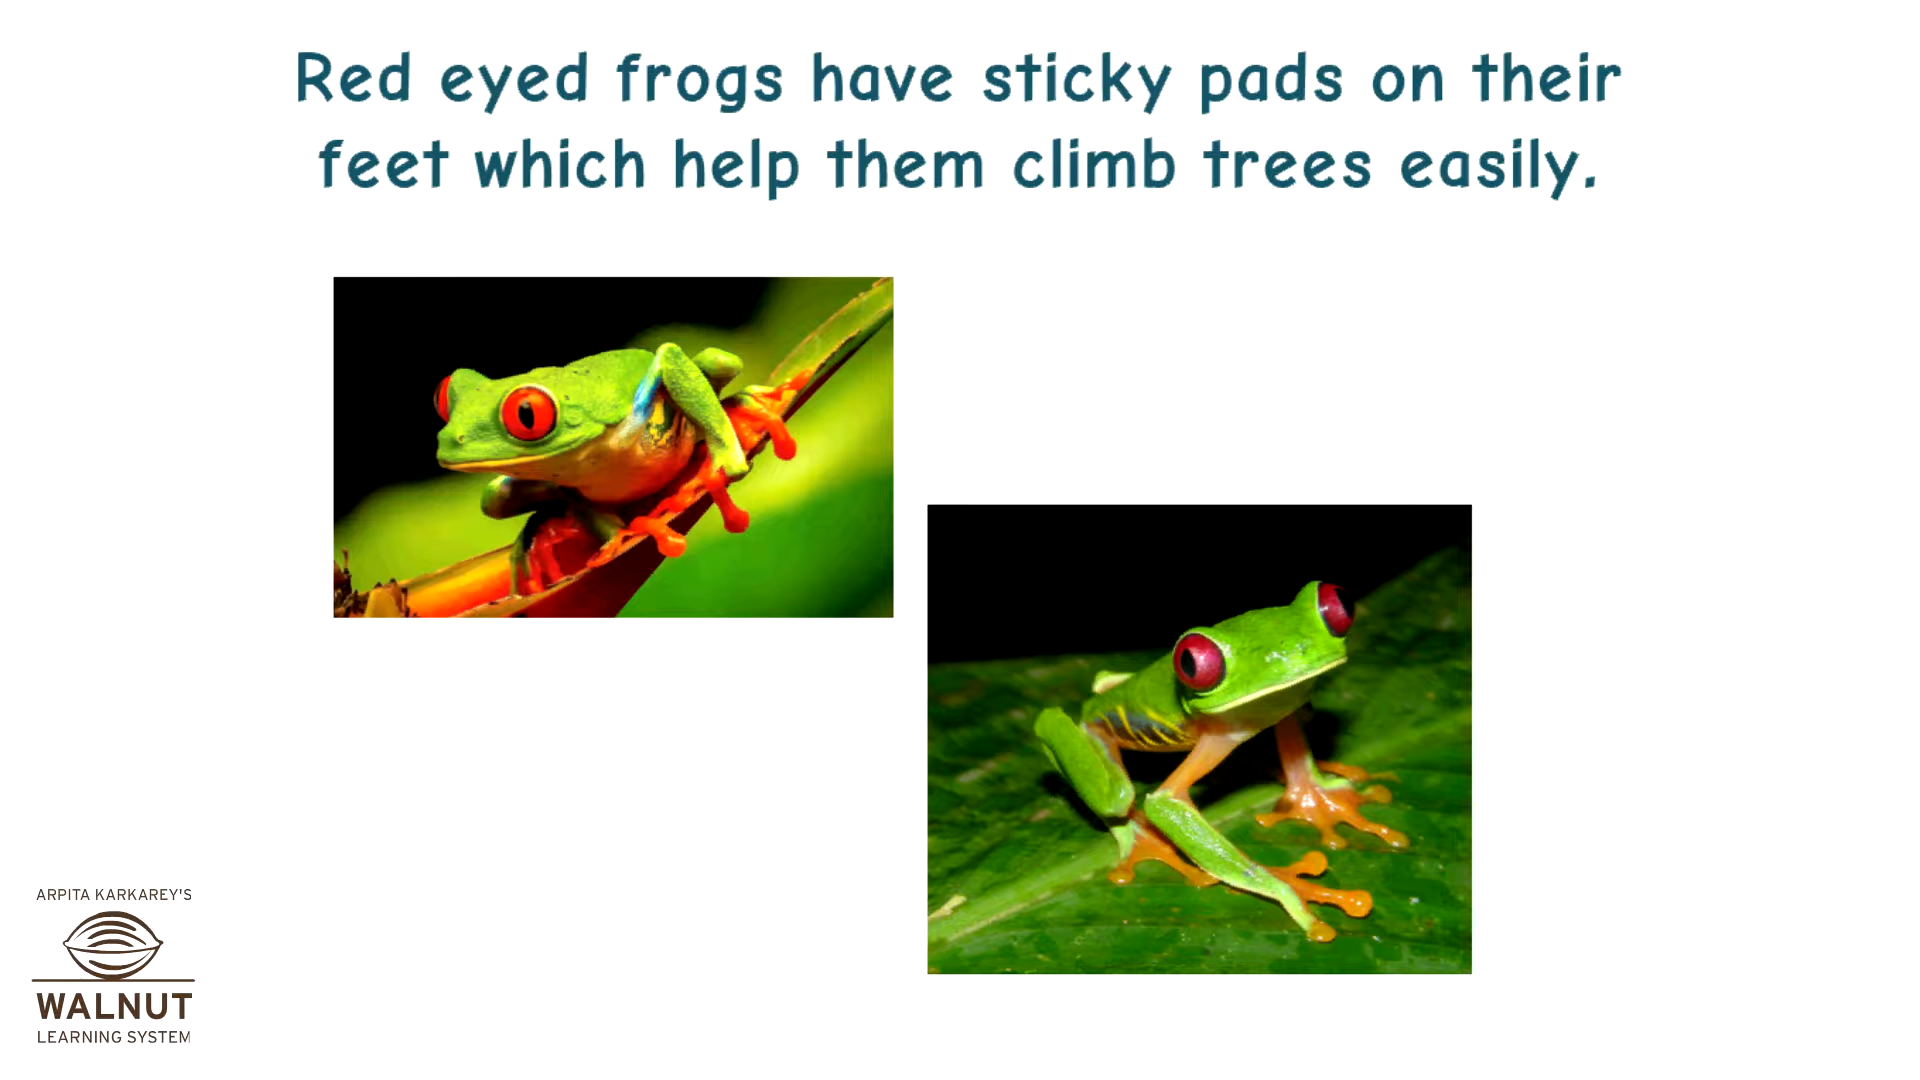 Red eyed frogs have sticky pads on their
feet which help them climb trees easily.
ARPITA KARKAREY'S
WALNUT
LEARNING SYSTEM